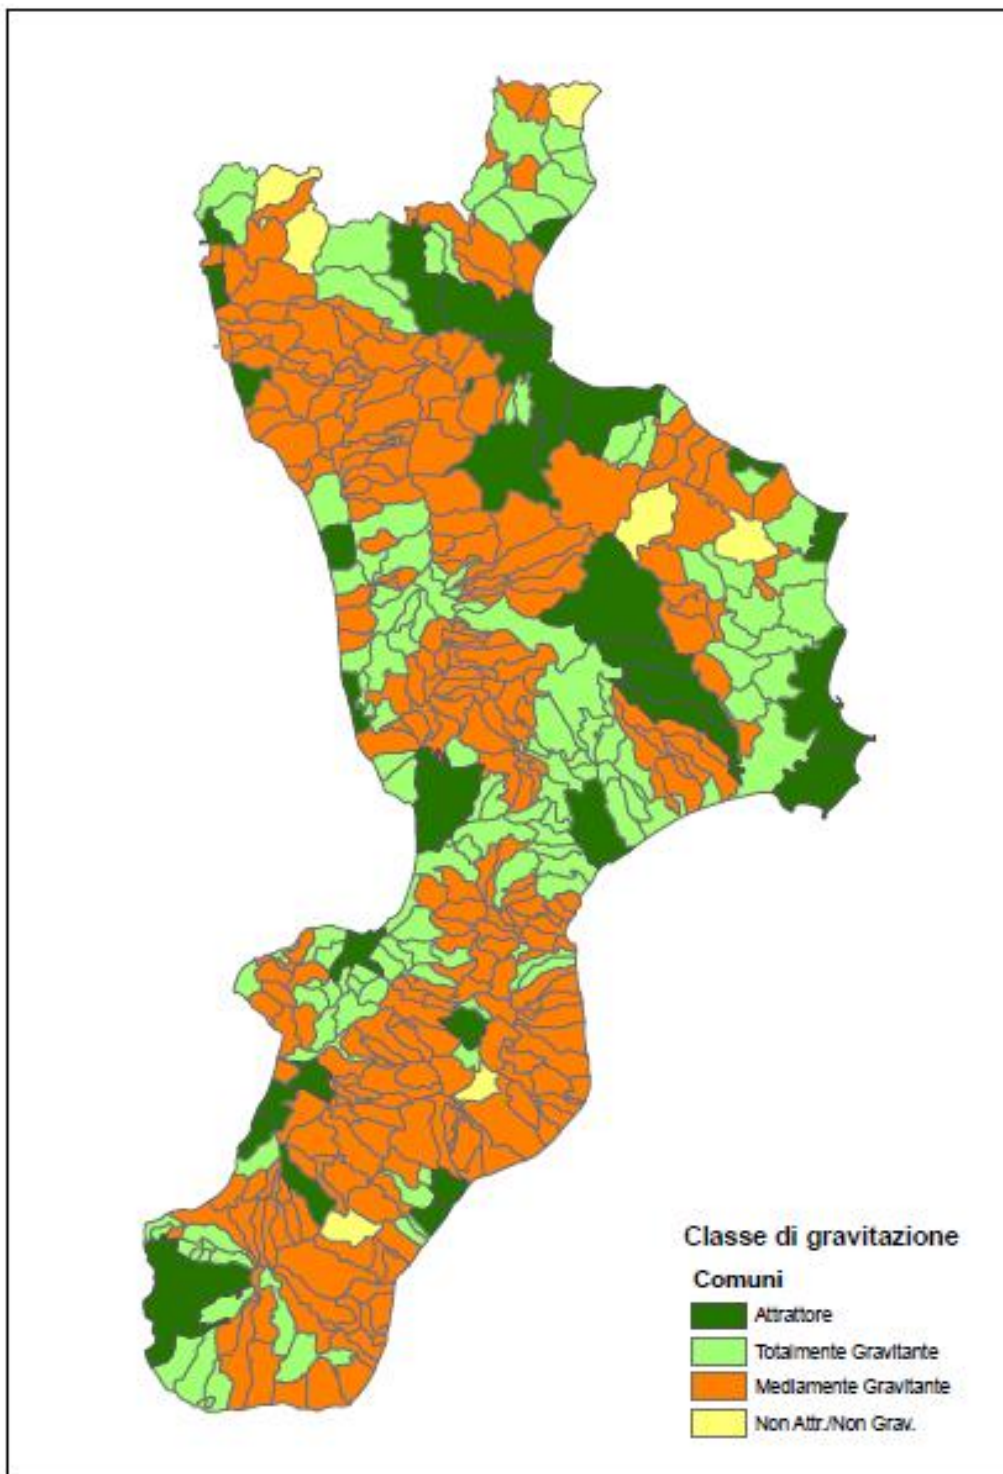 Classe di gravitazione
Comuni
Attrattore
Totalmente Gravitante
Mediamente Gravitante
Non Attr./Non Grav.